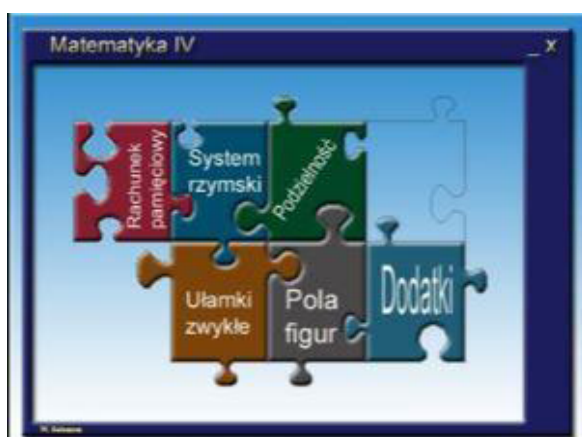 Matematyka IV
_ x
Rachunek
pamięciowy
System
rzymski
Podzielność
Ułamki
zwykłe
Pola
figur
Dodatki